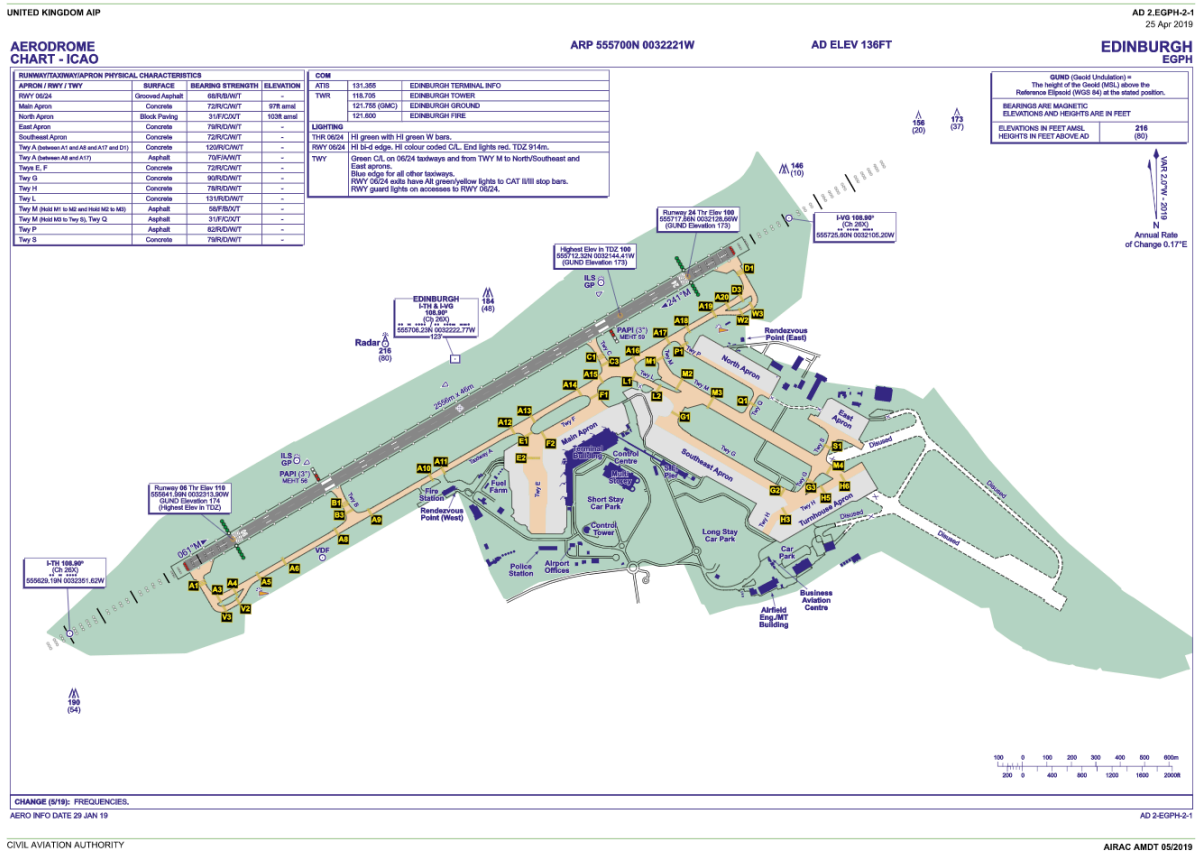 UNITED KINGDOM AIP
AD 2.EGPH-2-1
25 Apr 2019
AERODROME
CHART - ICAO
ARP 555700N 0032221W
AD ELEV 136FT
EDINBURGH
EGPH
RUNWAY/TAXIWAY/APRON PHYSICAL CHARACTERISTICS
APRON / RWY / TWY SURFACE BEARING STRENGTH ELEVATION
RWY 06/24 Grooved Asphalt 68/R/B/W/T -
Main Apron Concrete 72/R/C/W/T 97ft amsl
North Apron Block Paving 31/F/C/X/T 103ft amsl
East Apron Concrete 79/R/D/W/T -
Southeast Apron Concrete 72/R/C/W/T -
Twy A (between A1 and A8 and A17 and D1) Concrete 120/R/C/W/T -
Twy A (between A8 and A17) Asphalt 70/F/A/W/T -
Twys E, F Concrete 72/R/C/W/T -
Twy G Concrete 90/R/D/W/T -
Twy H Concrete 78/R/D/W/T -
Twy L Concrete 131/R/D/W/T -
Twy M (Hold M1 to M2 and Hold M2 to M3) Asphalt 58/F/B/X/T -
Twy M (Hold M3 to Twy S), Twy Q Asphalt 31/F/C/X/T -
Twy P Asphalt 82/R/D/W/T -
Twy S Concrete 79/R/D/W/T -
COM
ATIS 131.355 EDINBURGH TERMINAL INFO
TWR 118.705 EDINBURGH TOWER
121.755 (GMC) EDINBURGH GROUND
121.600 EDINBURGH FIRE
LIGHTING
THR 06/24 HI green with HI green W bars.
RWY 06/24 HI bi-d edge. HI colour coded C/L. End lights red. TDZ 914m.
TWY Green C/L on 06/24 taxiways and from TWY M to North/Southeast and
East aprons.
Blue edge for all other taxiways.
RWY 06/24 exits have Alt green/yellow lights to CAT II/III stop bars.
RWY guard lights on accesses to RWY 06/24.
GUND (Geoid Undulation) =
The height of the Geoid (MSL) above the
Reference Elipsoid (WGS 84) at the stated position.
BEARINGS ARE MAGNETIC
ELEVATIONS AND HEIGHTS ARE IN FEET
ELEVATIONS IN FEET AMSL 216
HEIGHTS IN FEET ABOVE AD (80)
156
(20)
173
(37)
146
(10)
VAR 2.0°W - 2019
N
Annual Rate
of Change 0.17°E
Runway 24 Thr Elev 100
555717.86N 0032128.66W
(GUND Elevation 173)
I-VG 108.90°
(Ch 26X)
555725.60N 0032105.20W
Highest Elev in TDZ 100
555712.32N 0032144.41W
(GUND Elevation 173)
ILS
GP
184
(48)
EDINBURGH
I-TH & I-VG
108.90°
(Ch 26X)
555706.23N 0032222.77W
123'
Radar
216
(80)
241°M
D1
D3
A20
A19
W3
W2
A18
A17
PAPI (3°)
MEHT 59
Rendezvous
Point (East)
Twy C
C1
C3
A16
M1
P1
Twy P
Twy M
North Apron
A15
A14
L1
Twy L
L2
M2
Twy M
M3
Q1
Twy Q
F1
G1
2556m x 46m
A13
A12
Twy F
East
Apron
E1
F2
E2
Main Apron
Terminal
Building
Control
Centre
Southeast Apron
Twy G
Twy S
S1
M4
Disused
Disused
Disused
Disused
ILS
GP
PAPI (3°)
MEHT 56
A11
A10
Taxiway A
Fuel
Farm
Twy E
Fire
Station
Rendezvous
Point (West)
Short Stay
Car Park
Control
Tower
G2
G3
H5
H6
Twy H
H3
Twy H
Turnhouse Apron
Long Stay
Car Park
Car
Park
Runway 06 Thr Elev 110
555641.99N 0032313.90W
GUND Elevation 174
(Highest Elev in TDZ)
B1
Twy B
B3
A9
A8
VDF
A6
A5
061°M
A1
A3
A4
V2
V3
I-TH 108.90°
(Ch 26X)
555629.19N 0032351.62W
Police
Station
Airport
Offices
Business
Aviation
Centre
Airfield
Eng./MT
Building
190
(54)
100 0 100 200 300 400 500 600m
200 0 400 800 1200 1600 2000ft
CHANGE (5/19): FREQUENCIES.
AERO INFO DATE 29 JAN 19
AD 2-EGPH-2-1
CIVIL AVIATION AUTHORITY
AIRAC AMDT 05/2019